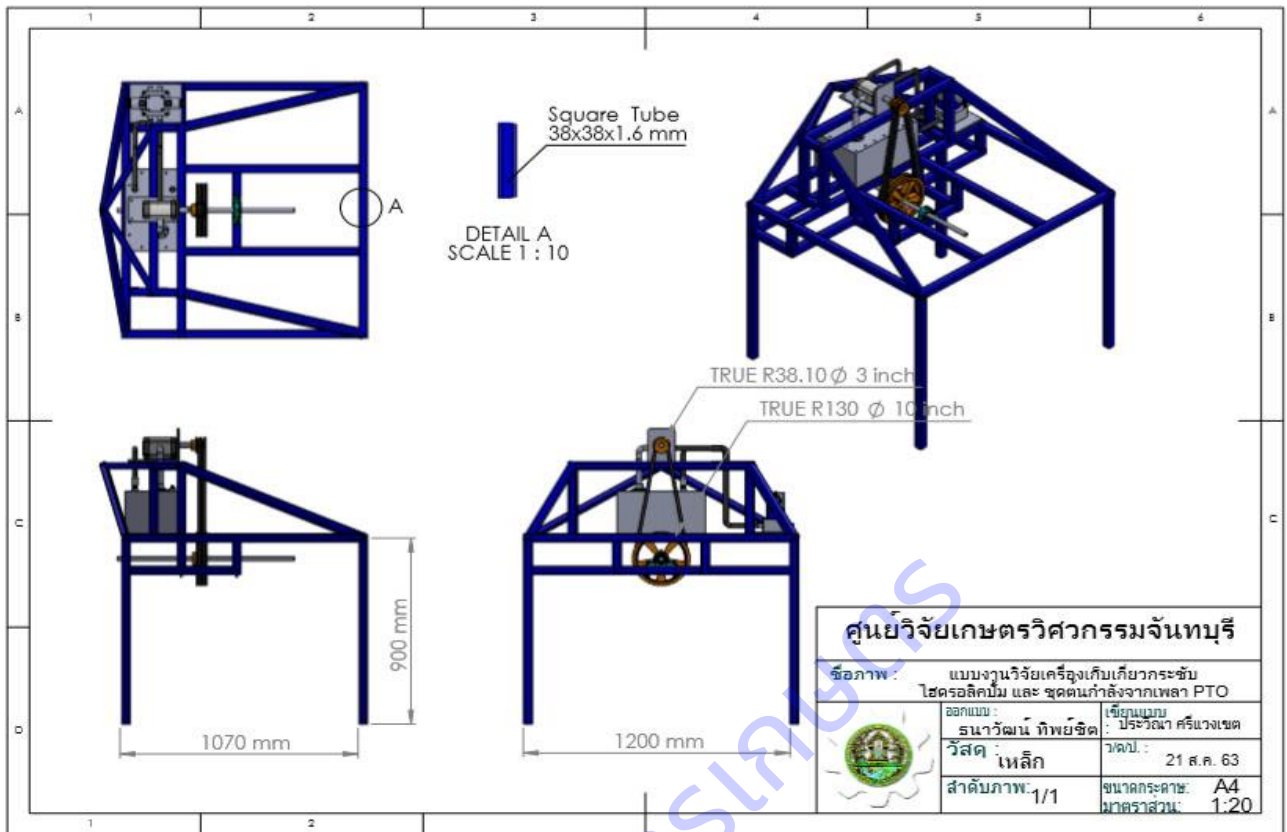 1 2 3 4 5 6
A A
Square Tube
38x38x1.6 mm
A
DETAIL A
SCALE 1 : 10
B B
TRUE R38.10 Ø 3 inch
TRUE R130 Ø 10 inch
C C
900 mm
1070 mm
1200 mm
D
1 2 3
ศูนย์วิจัยเกษตรวิศวกรรมจันทบุรี
ชื่อภาพ : แบบงานวิจัยเครื่องเก็บเกี่ยวกระชับ
ไฮดรอลิคปั๊ม และ ชุดต้นกำลังจากเพลา PTO
ออกแบบ :
ธนาวัฒน์ ทิพย์ชิต
เขียนแบบ
: ประวีณา ศรีแวงเขต
วัสดุ :
เหล็ก
ว/ด/ป. :
21 ส.ค. 63
ลำดับภาพ: 1/1
ขนาดกระดาษ: A4
มาตราส่วน: 1:20